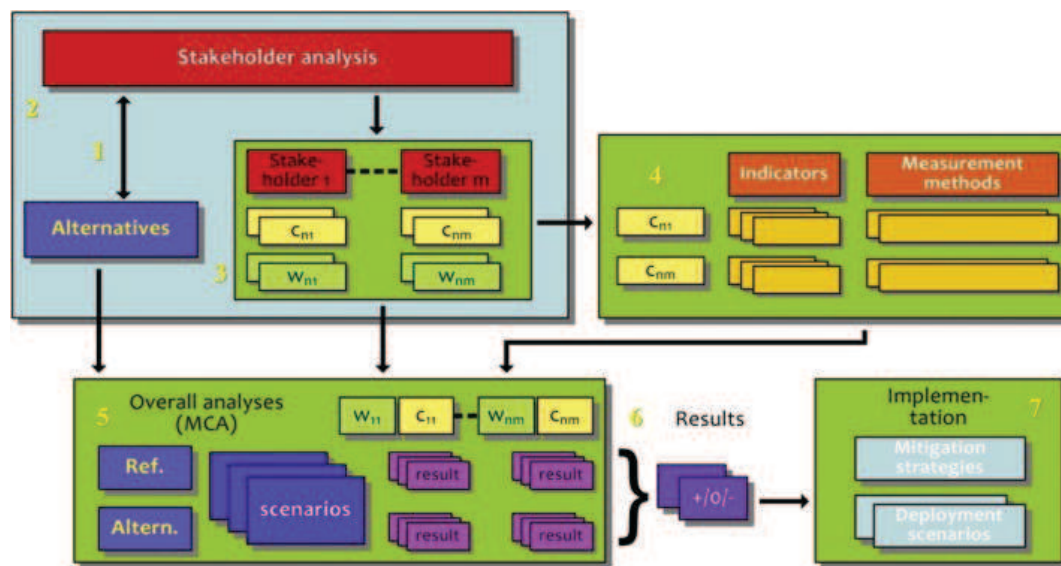 Stakeholder analysis
2
1
Alternatives
3
Stake-
holder 1
Stake-
holder m
Cn1
Cnm
Wn1
Wnm
4
Indicators
Measurement
methods
Cn1
Cnm
5
Overall analyses
(MCA)
W11
C11
Wnm
Cnm
Ref.
Altern.
scenarios
result
result
result
result
6
Results
+/0/-
Implemen-
tation
7
Mitigation
strategies
Deployment
scenarios